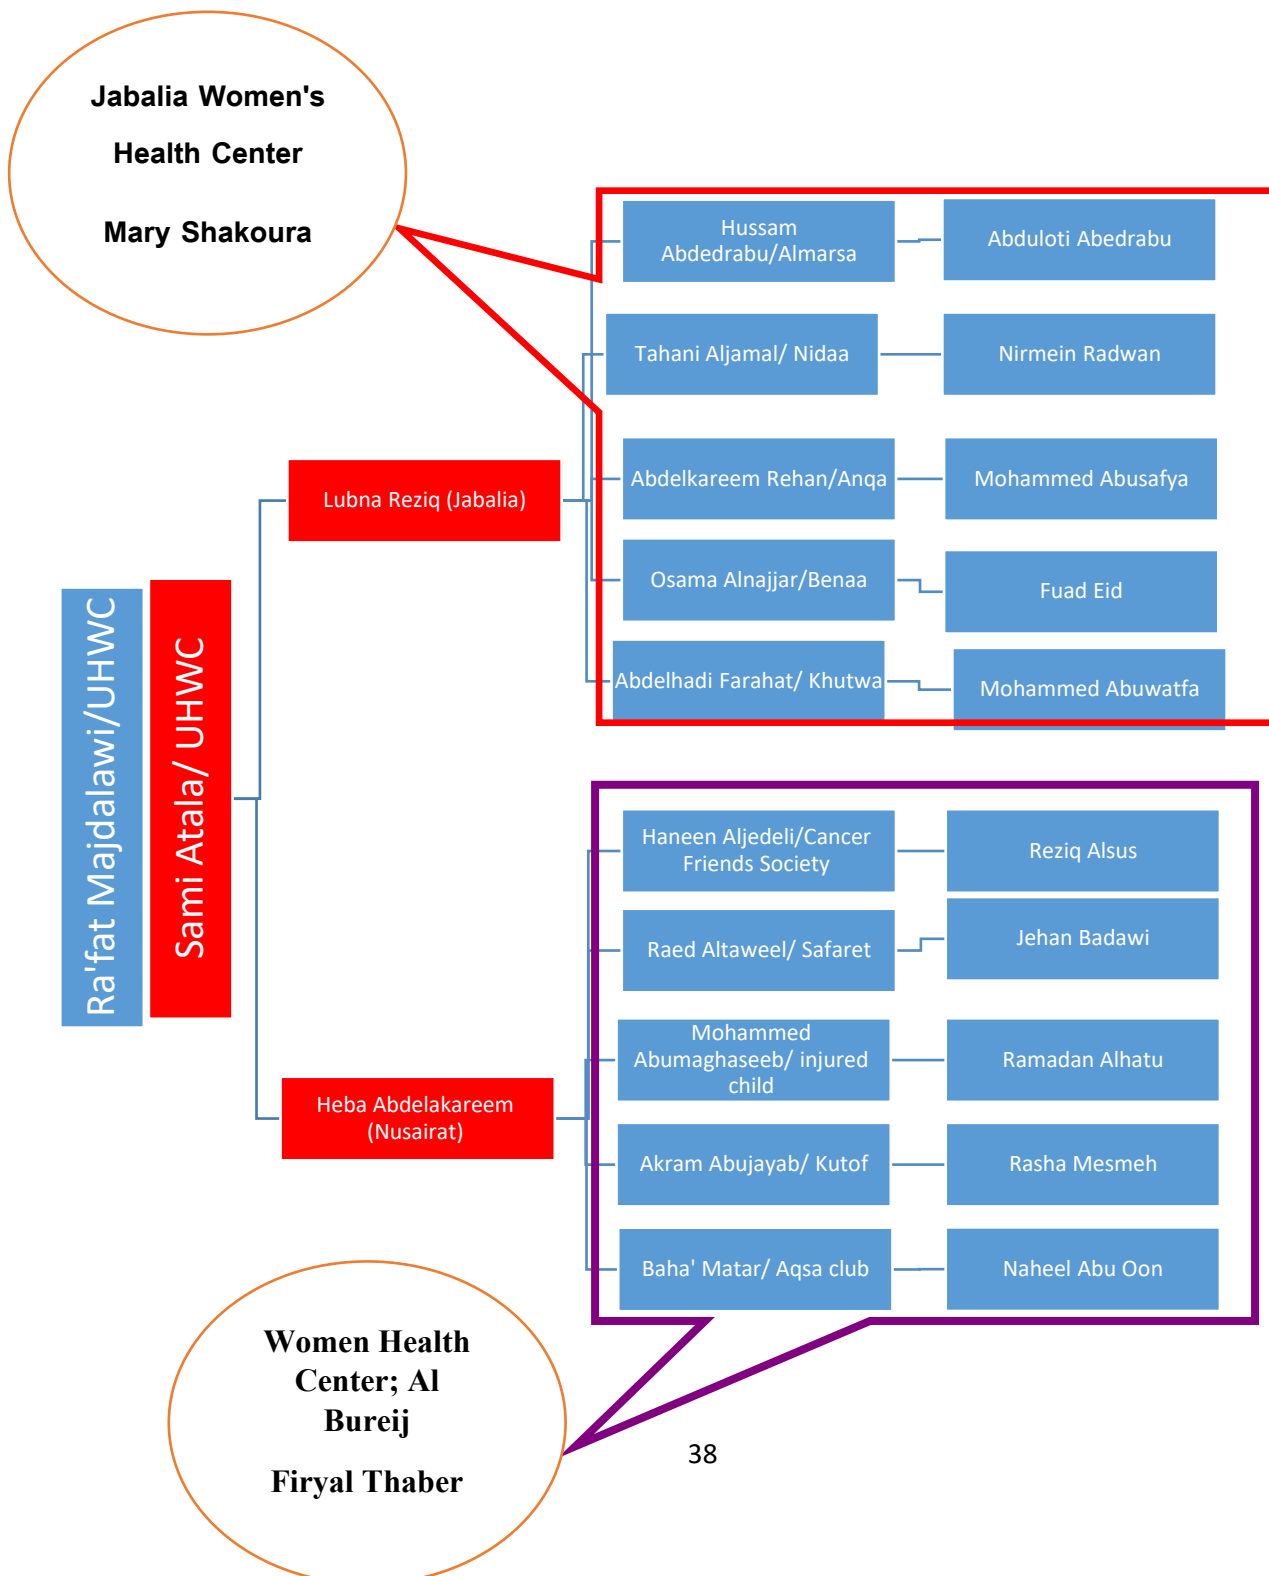 Jabalia Women's
Health Center
Mary Shakoura
Hussam
Abdedrabu/Almarsa
Abduloti Abedrabu
Tahani Aljamal/ Nidaa
Nirmein Radwan
Lubna Reziq (Jabalia)
Abdelkareem Rehan/Anqa
Mohammed Abusafya
Osama Alnajjar/Benaa
Fuad Eid
Abdelhadi Farahat/ Khutwa
Mohammed Abuwatfa
Ra'fat Majdalawi/UHWC
Sami Atala/ UHWC
Haneen Aljedeli/Cancer
Friends Society
Reziq Alsus
Raed Altaweel/ Safaret
Jehan Badawi
Mohammed
Abumaghaseeb/ injured
child
Ramadan Alhatu
Heba Abdelakareem
(Nusairat)
Akram Abujayab/ Kutof
Rasha Mesmeh
Baha' Matar/ Aqsa club
Naheel Abu Oon
Women Health
Center; Al
Bureij
Firyal Thaber
38